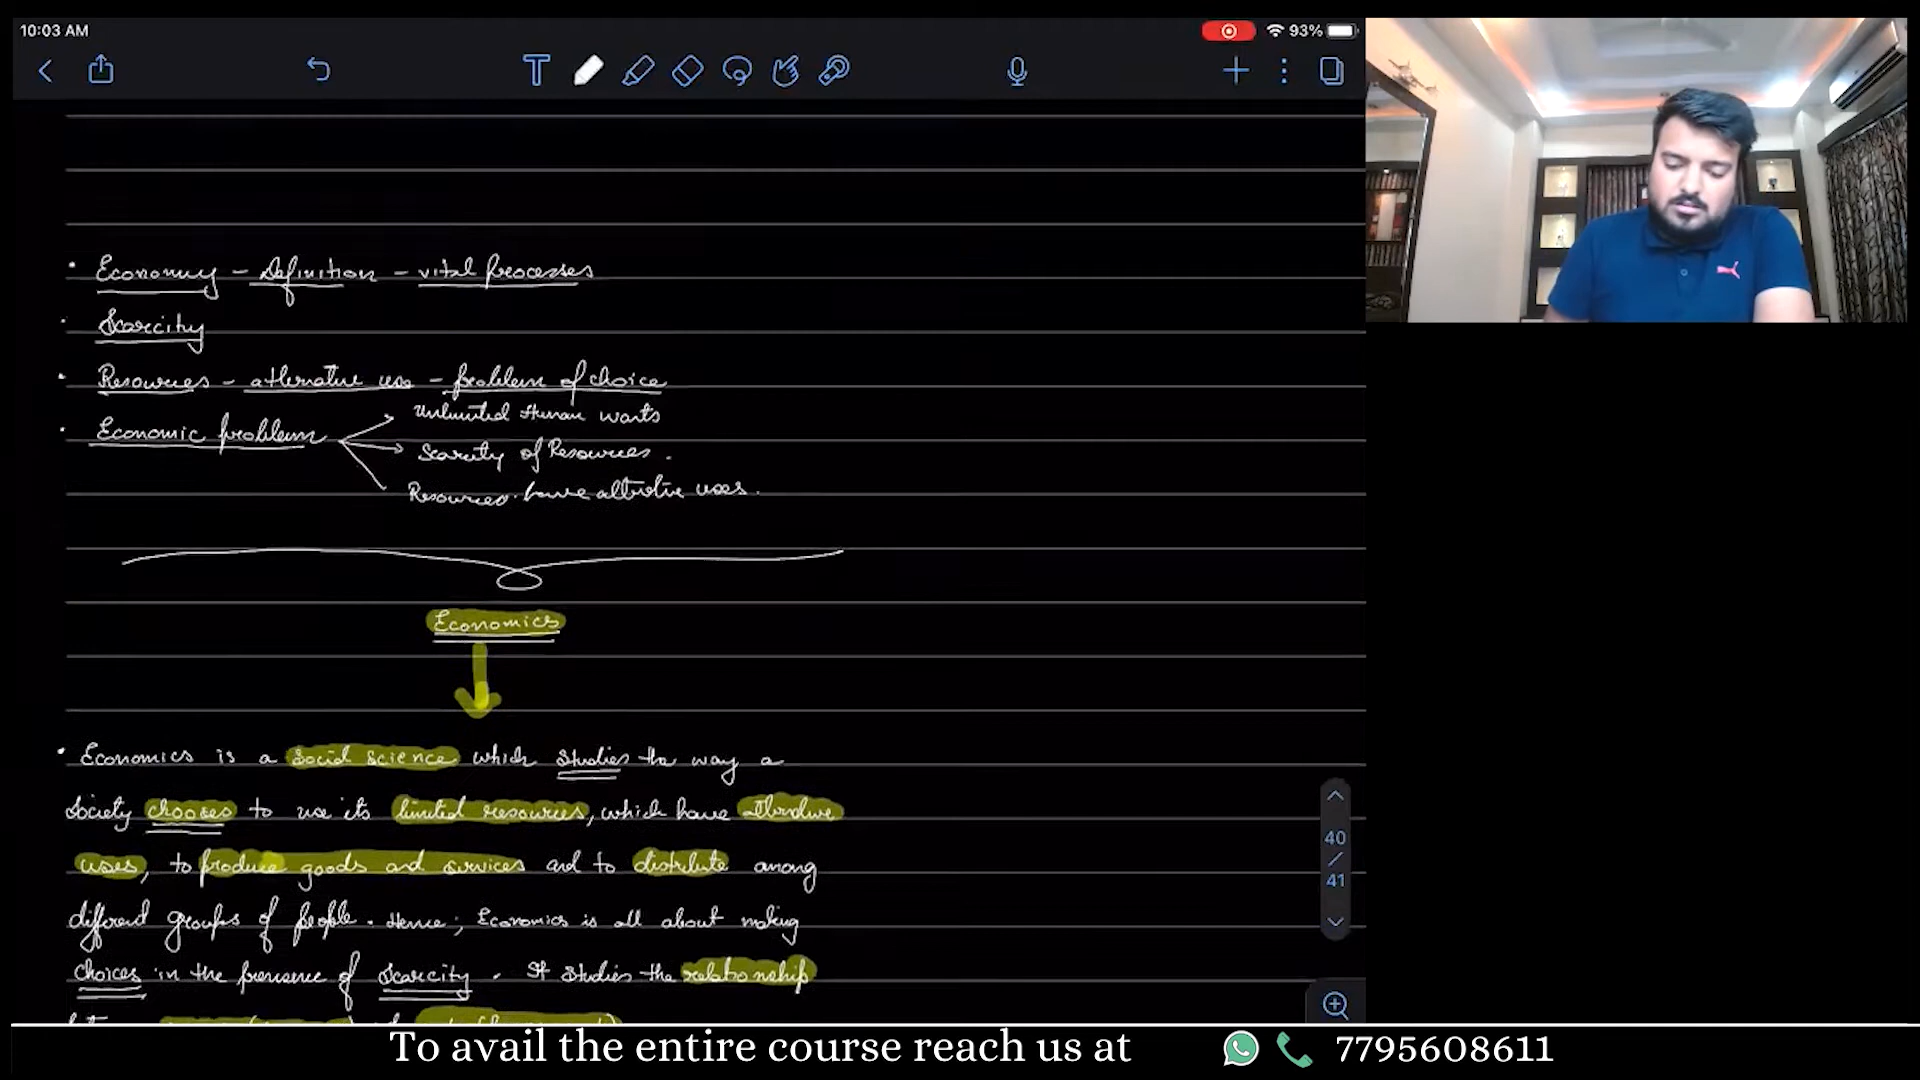 10:03 AM
93%
Economy - Definition - vital processes
Scarcity
Resources - alternative use - problem of choice
Economic problem
Unlimited Human wants
Scarcity of Resources.
Resources have alternative uses.
Economics
Economics is a social science which studies the way a
Society chooses to use its limited resources, which have alternative
uses, to produce goods and services and to distribute among
different groups of people. Hence; Economics is all about making
choices in the presence of Scarcity. It studies the relationship
40
/
41
To avail the entire course reach us at 7795608611